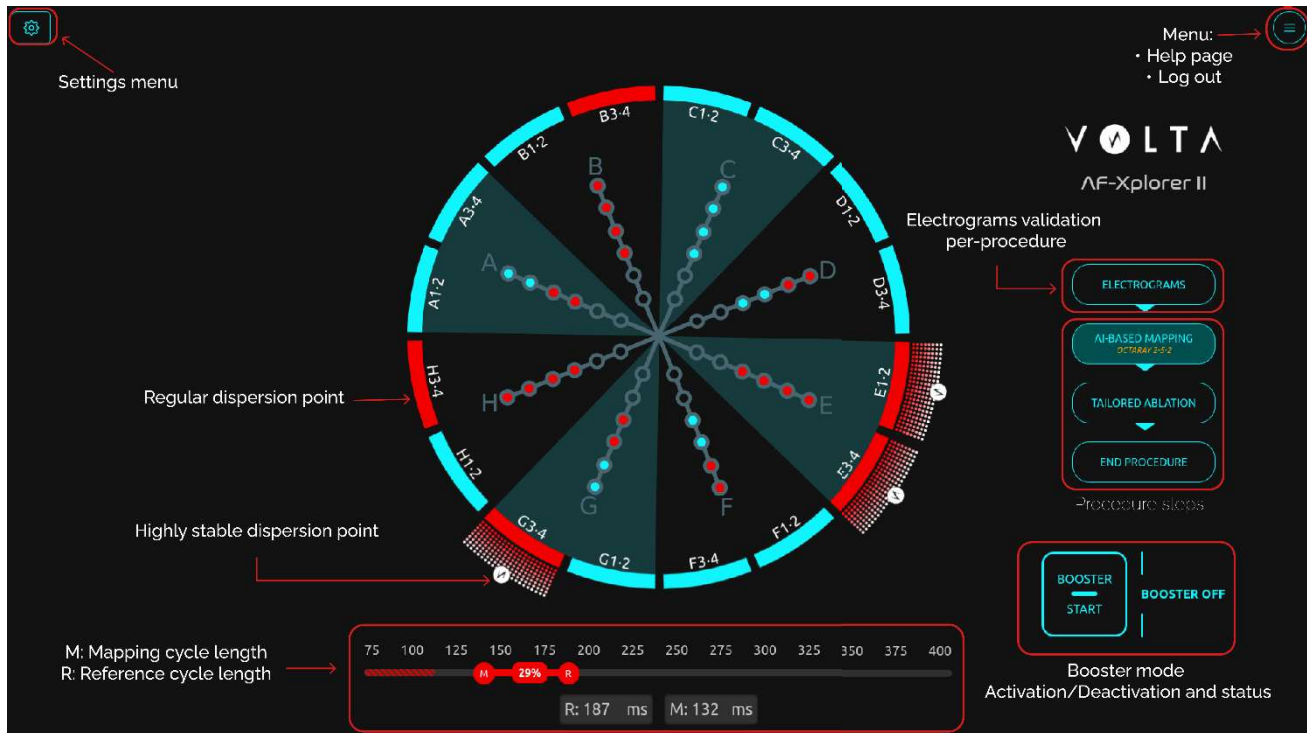 Settings menu
Menu:
• Help page
• Log out
VOLTA
AF-Xplorer II
Electrograms validation
per-procedure
ELECTROGRAMS
AI-BASED MAPPING
OCTARAY 2-5-2
TAILORED ABLATION
END PROCEDURE
Procedure steps
BOOSTER
START
BOOSTER OFF
Booster mode
Activation/Deactivation and status
B3·4
C1·2
B1·2
C3·4
A3·4
D1·2
A1·2
D3·4
H3·4
E1·2
H1·2
E3·4
G3·4
F1·2
G1·2
F3·4
B
C
A
D
H
E
G
F
Regular dispersion point
Highly stable dispersion point
M: Mapping cycle length
R: Reference cycle length
75 100 125 150 175 200 225 250 275 300 325 350 375 400
M 29% R
R: 187 ms M: 132 ms